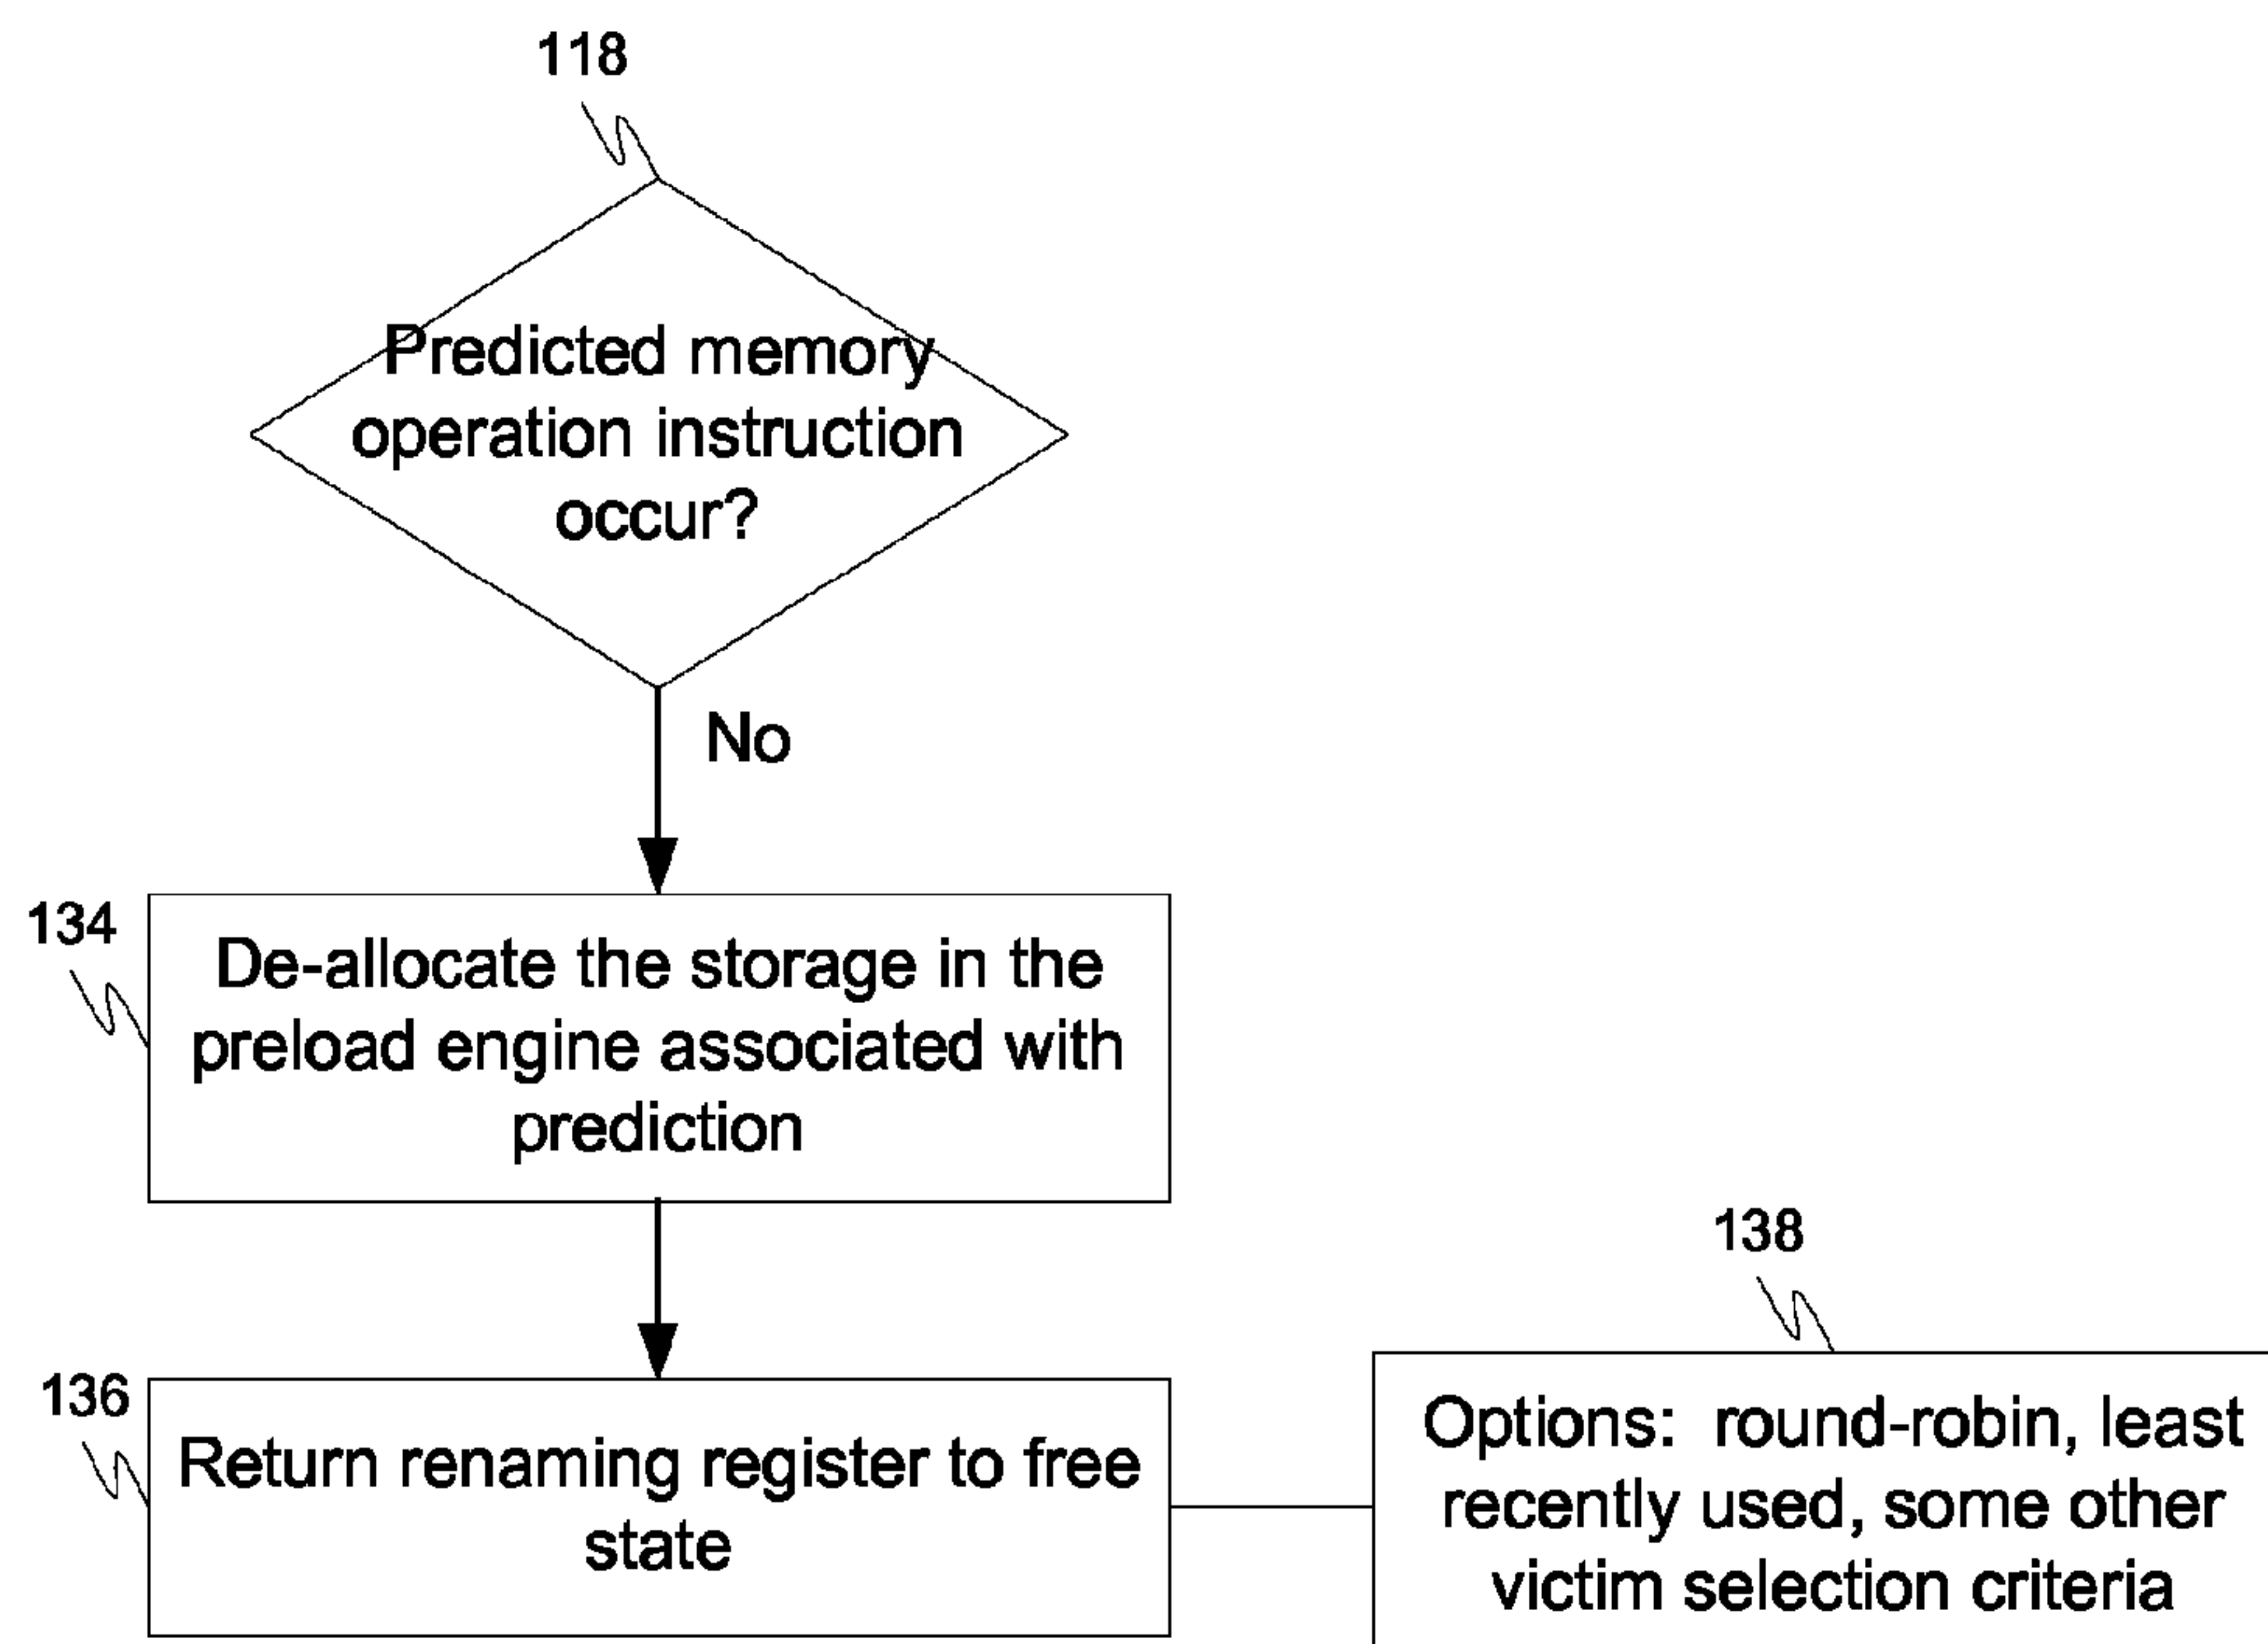 118
Predicted memory
operation instruction
occur?
No
134
De-allocate the storage in the
preload engine associated with
prediction
138
136
Return renaming register to free
state
Options: round-robin, least
recently used, some other
victim selection criteria